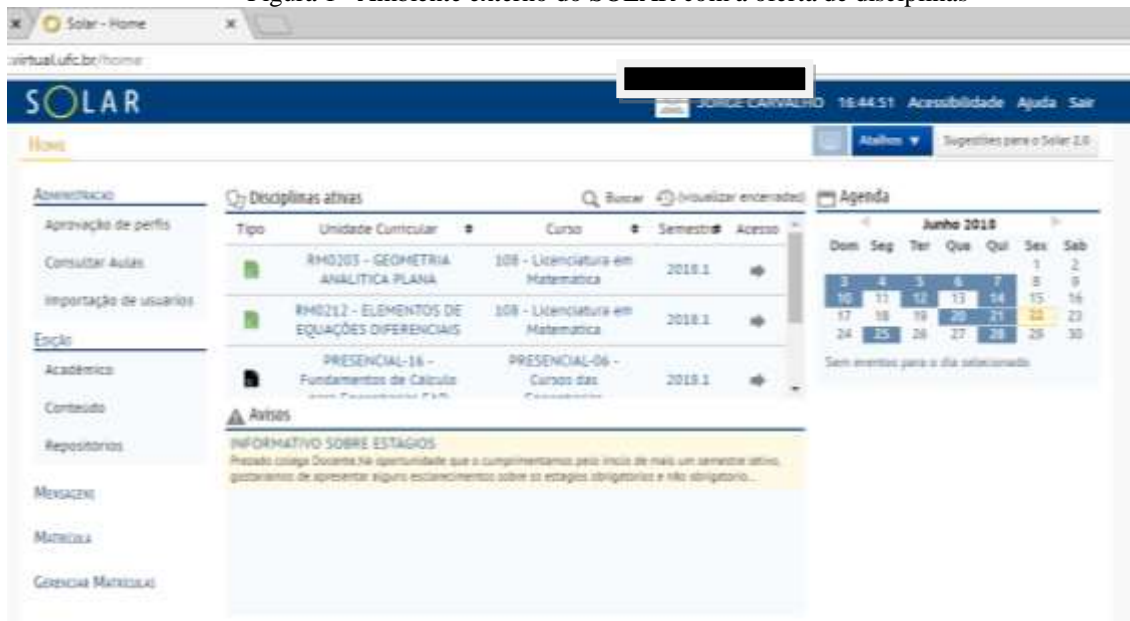 Figura 1 - Ambiente externo do SOLAR com a oferta de disciplinas
Solar - Home
virtual.ufc.br/home
SOLAR
JORGE CARVALHO 16:44:51 Acessibilidade Ajuda Sair
Home
Atalhos
Sugestões para o Solar 2.0
Administração
Aprovação de perfis
Consultar Aulas
Importação de usuários
Edição
Acadêmico
Conteúdo
Repositórios
Mensagens
Matrícula
Gerenciar Matrículas
Disciplinas ativas
Buscar
(visualizar encerradas)
Tipo Unidade Curricular Curso Semestre Acesso
RM0203 - GEOMETRIA
ANALITICA PLANA
108 - Licenciatura em
Matemática
2018.1
RM0212 - ELEMENTOS DE
EQUAÇÕES DIFERENCIAIS
108 - Licenciatura em
Matemática
2018.1
PRESENCIAL-16 -
Fundamentos de Cálculo
para Engenharias EAD
PRESENCIAL-06 -
Cursos das
Engenharias
2018.1
Avisos
INFORMATIVO SOBRE ESTÁGIOS
Prezado colega Docente, Na oportunidade que o cumprimentamos pelo início de mais um semestre letivo,
gostaríamos de apresentar alguns esclarecimentos sobre os estágios obrigatórios e não obrigatório...
Agenda
Junho 2018
Dom Seg Ter Qua Qui Sex Sab
1 2
3 4 5 6 7 8 9
10 11 12 13 14 15 16
17 18 19 20 21 22 23
24 25 26 27 28 29 30
Sem eventos para o dia selecionado